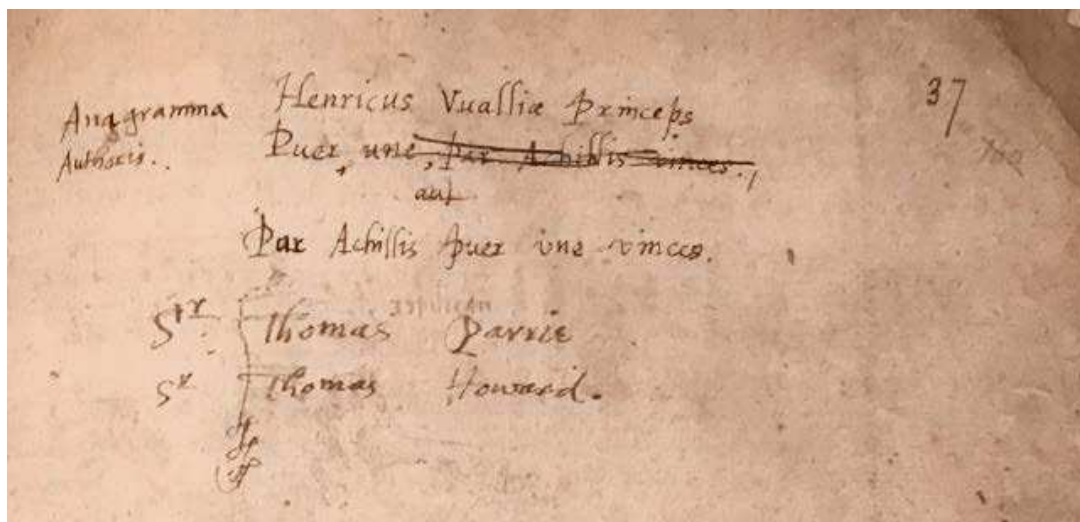 37
Anagramma Henricus Vualliæ Princeps
Authoris. Puer, une, par Achillis vinces.,
aut
Par Achillis puer une vinces.
Sr Thomas Parrie
Sr Thomas Howard.